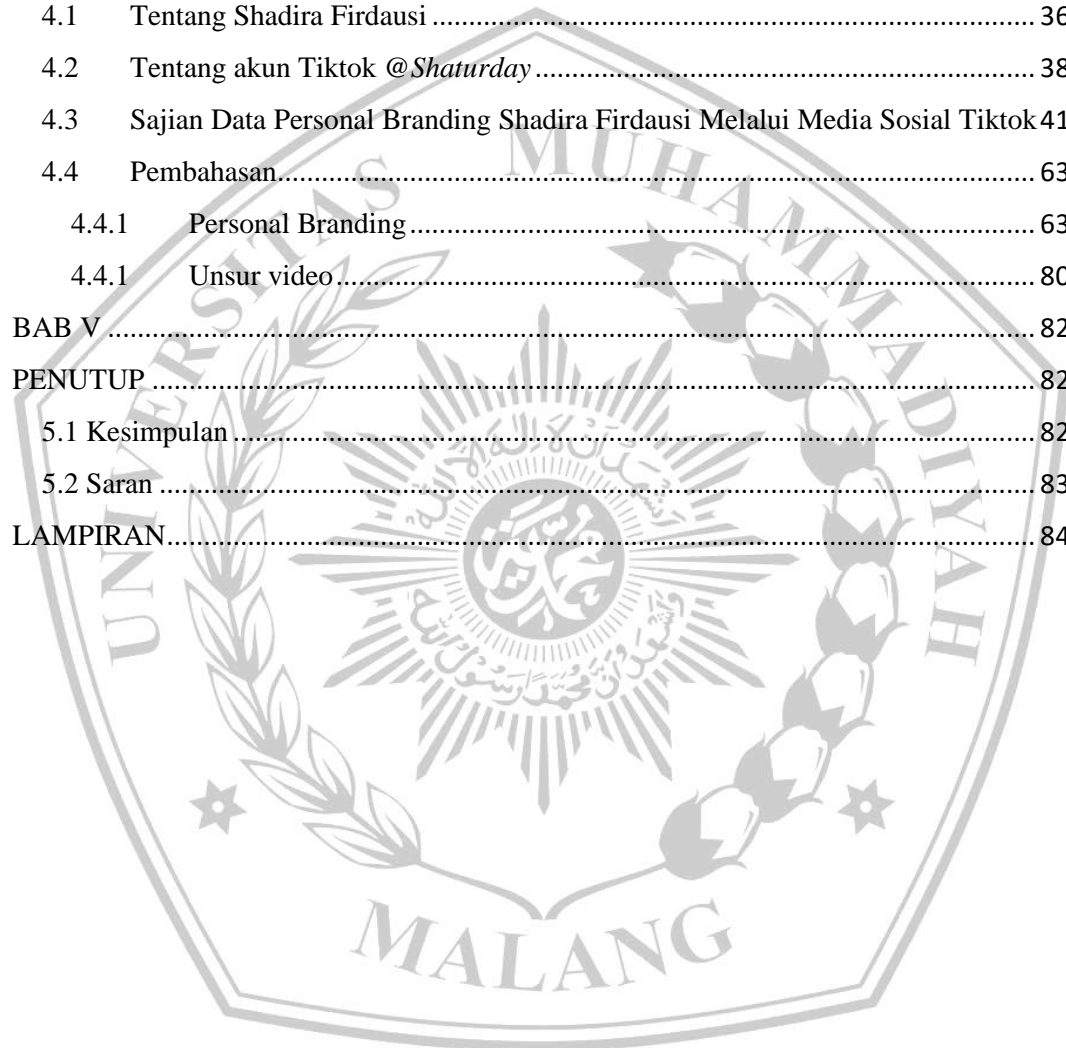 4.1 Tentang Shadira Firdausi ........ 36
4.2 Tentang akun Tiktok @Shaturday ........ 38
4.3 Sajian Data Personal Branding Shadira Firdausi Melalui Media Sosial Tiktok 41
4.4 Pembahasan ........ 63
4.4.1 Personal Branding ........ 63
4.4.1 Unsur video ........ 80
BAB V ........ 82
PENUTUP ........ 82
5.1 Kesimpulan ........ 82
5.2 Saran ........ 83
LAMPIRAN ........ 84
UNIVERSITAS MUHAMMADIYAH
MALANG